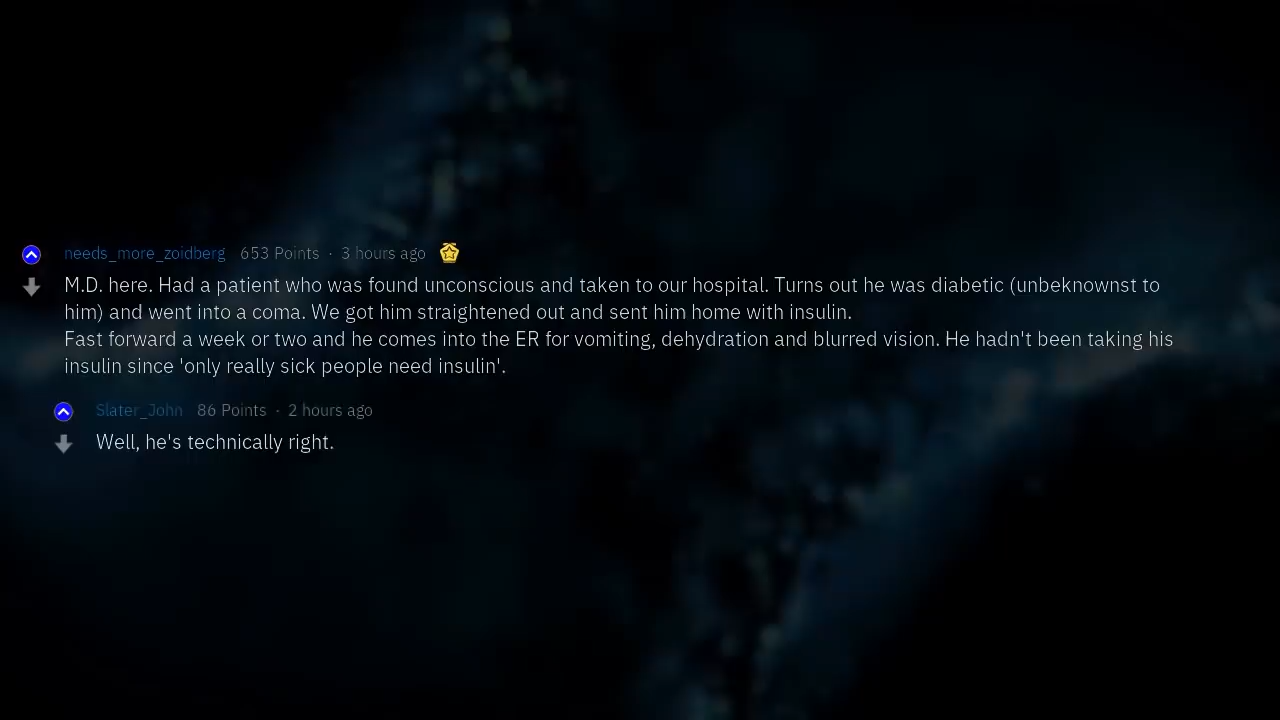 needs_more_zoidberg 653 Points · 3 hours ago
M.D. here. Had a patient who was found unconscious and taken to our hospital. Turns out he was diabetic (unbeknownst to
him) and went into a coma. We got him straightened out and sent him home with insulin.
Fast forward a week or two and he comes into the ER for vomiting, dehydration and blurred vision. He hadn't been taking his
insulin since 'only really sick people need insulin'.
Slater_John 86 Points · 2 hours ago
Well, he's technically right.